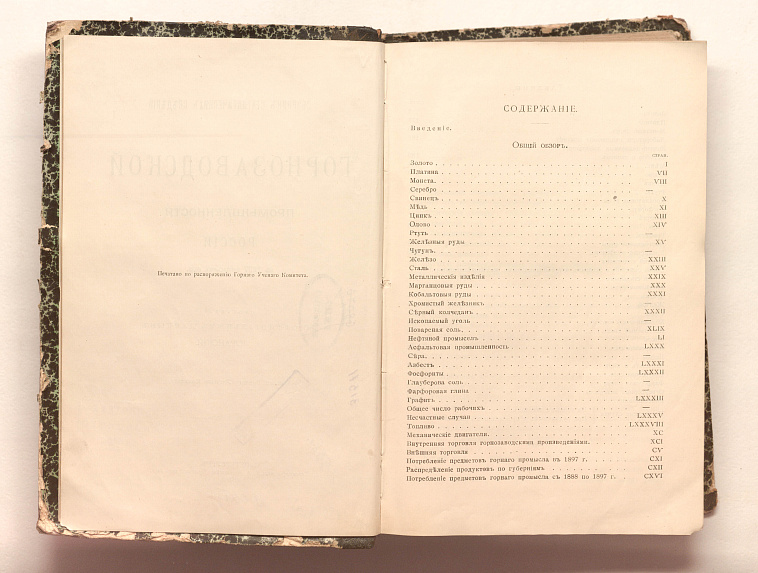 Печатано по распоряженію Горнаго Ученаго Комитета.
СОДЕРЖАНІЕ.
Введеніе.
Общій обзоръ.
СТРАН.
Золото . . . I
Платина . . . VII
Монета . . . VIII
Серебро . . . —
Свинецъ . . . X
Мѣдь . . . XI
Цинкъ . . . XIII
Олово . . . XIV
Ртуть . . . —
Желѣзныя руды . . . XV
Чугунъ . . . —
Желѣзо . . . XXIII
Сталь . . . XXV
Металлическія издѣлія . . . XXIX
Марганцовыя руды . . . XXX
Кобальтовыя руды . . . XXXI
Хромистый желѣзнякъ . . . —
Сѣрный колчеданъ . . . XXXII
Ископаемый уголь . . . —
Поваренная соль . . . XLIX
Нефтяной промыселъ . . . LI
Асфальтовая промышленность . . . LXXX
Сѣра . . . —
Азбестъ . . . LXXXI
Фосфориты . . . LXXXII
Глауберова соль . . . —
Фарфоровая глина . . . —
Графитъ . . . LXXXIII
Общее число рабочихъ . . . —
Несчастные случаи . . . LXXXV
Топливо . . . LXXXVIII
Механическіе двигатели . . . XC
Внутренняя торговля горнозаводскими произведеніями . . . XCI
Внѣшняя торговля . . . CV
Потребленіе предметовъ горнаго промысла въ 1897 г. . . . CXI
Распредѣленіе продуктовъ по губерніямъ . . . CXII
Потребленіе предметовъ горнаго промысла съ 1888 по 1897 г. . . . CXVI